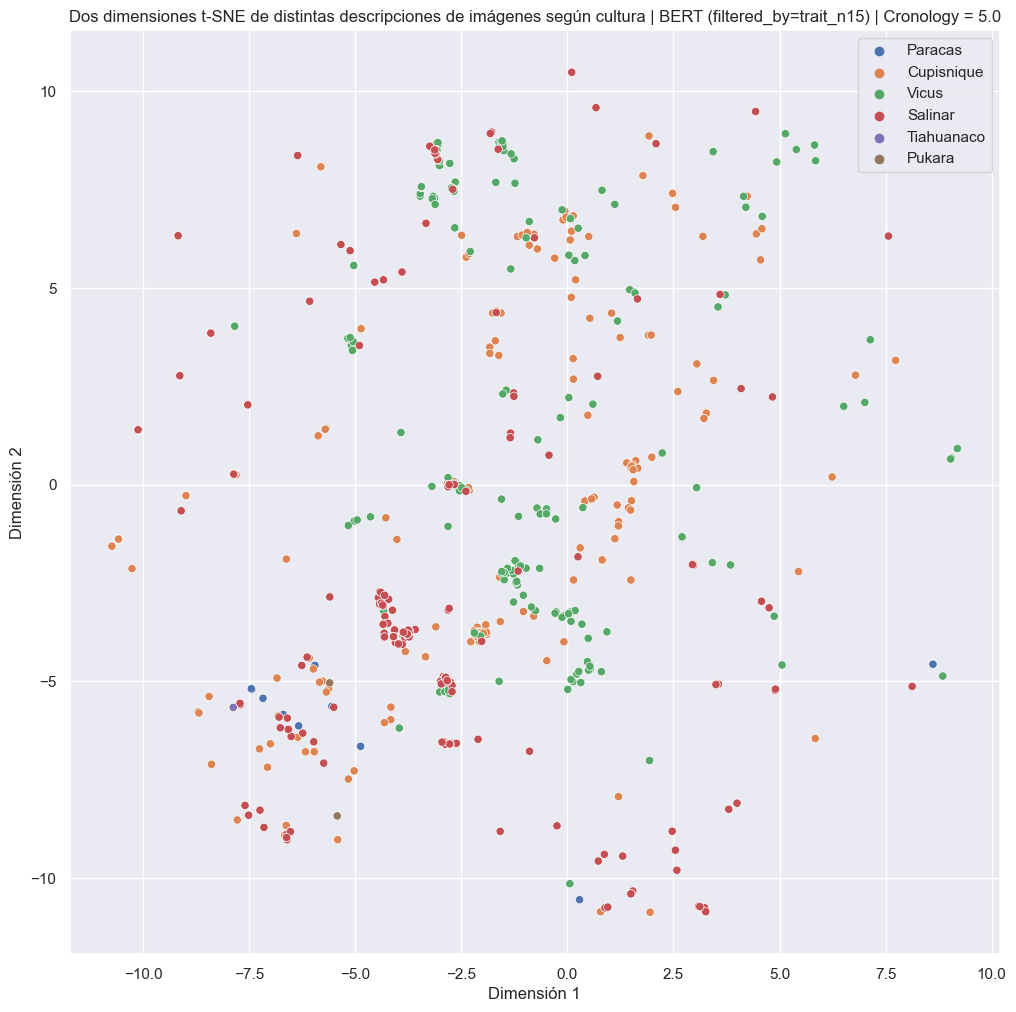 Dos dimensiones t-SNE de distintas descripciones de imágenes según cultura | BERT (filtered_by=trait_n15) | Cronology = 5.0
Paracas
Cupisnique
Vicus
Salinar
Tiahuanaco
Pukara
Dimensión 2
10
5
0
−5
−10
−10.0 −7.5 −5.0 −2.5 0.0 2.5 5.0 7.5 10.0
Dimensión 1